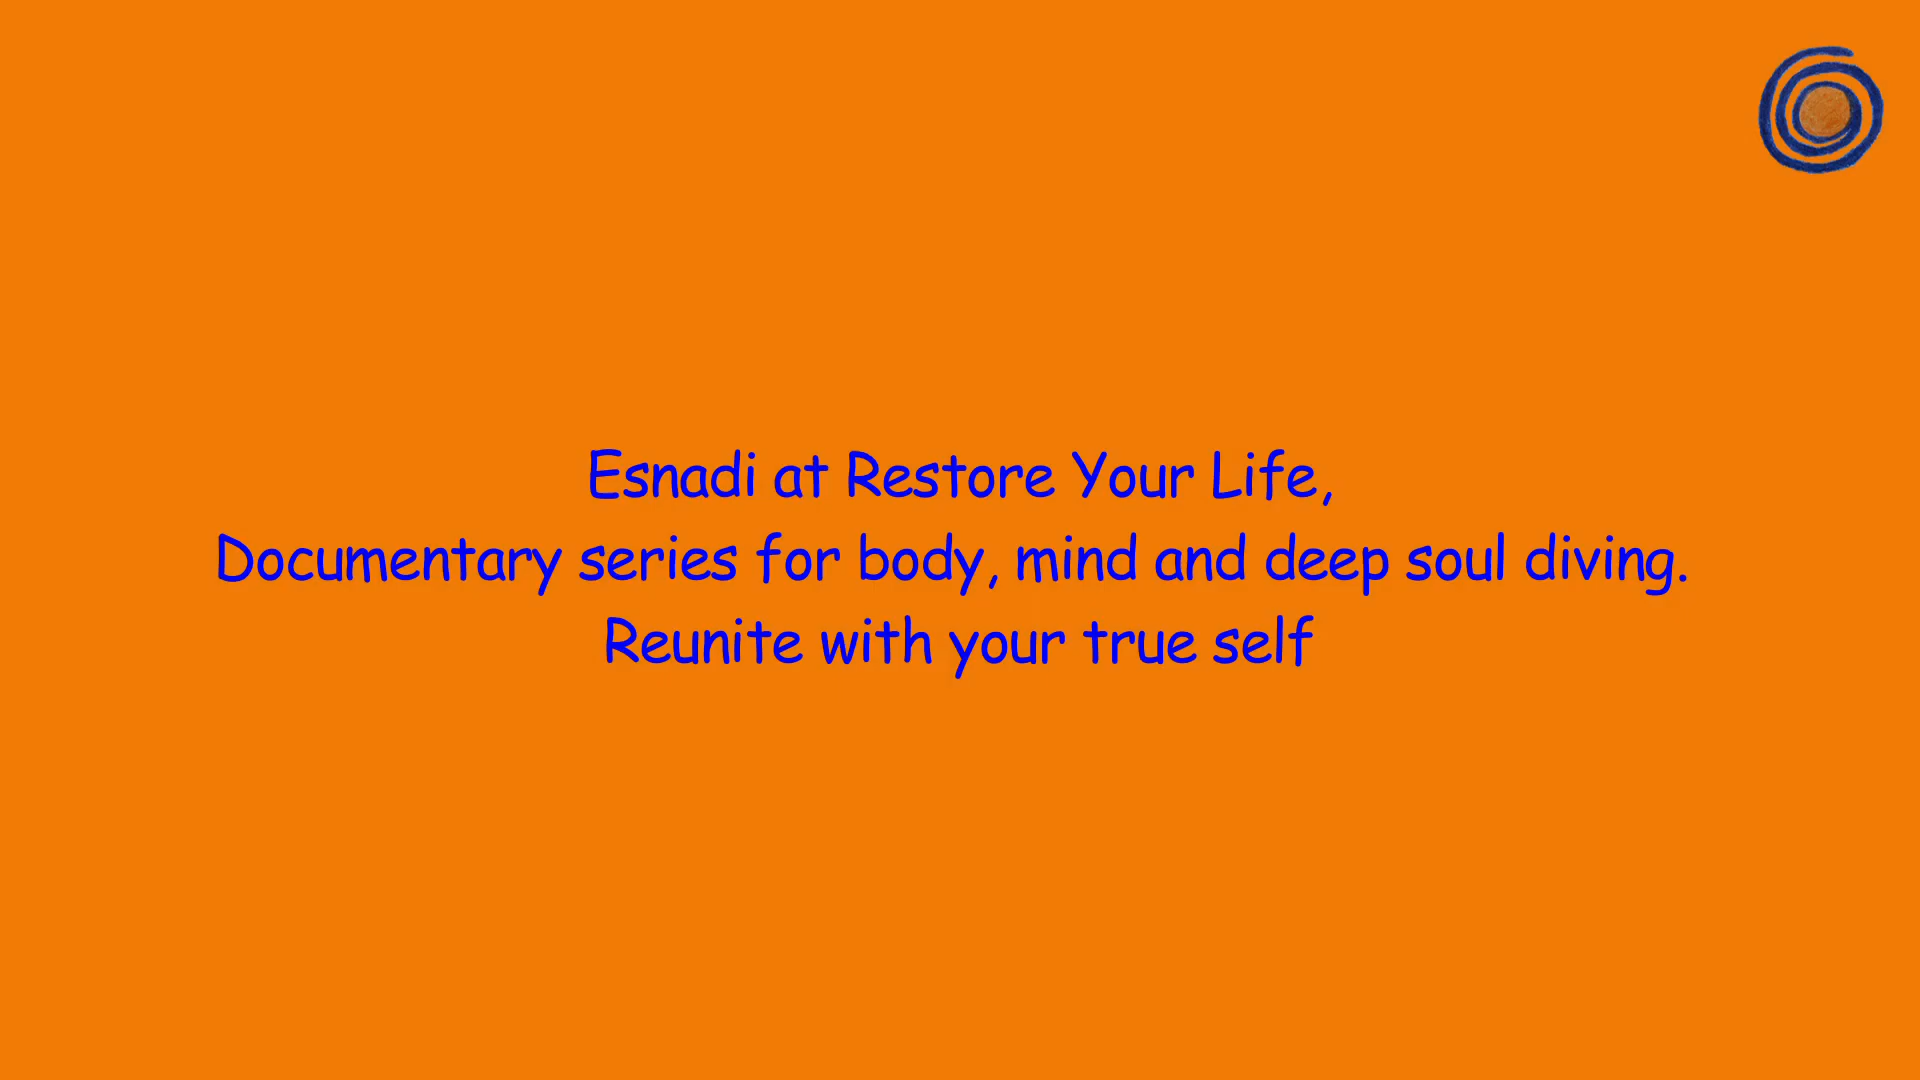 Esnadi at Restore Your Life,
Documentary series for body, mind and deep soul diving.
Reunite with your true self